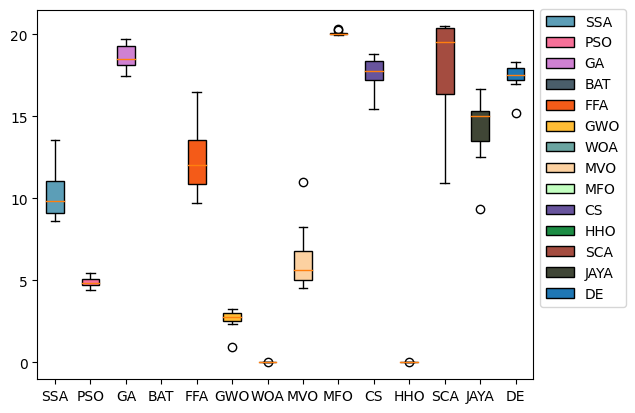 20
15
10
5
0
SSA PSO GA BAT FFA GWO WOA MVO MFO CS HHO SCA JAYA DE
SSA
PSO
GA
BAT
FFA
GWO
WOA
MVO
MFO
CS
HHO
SCA
JAYA
DE